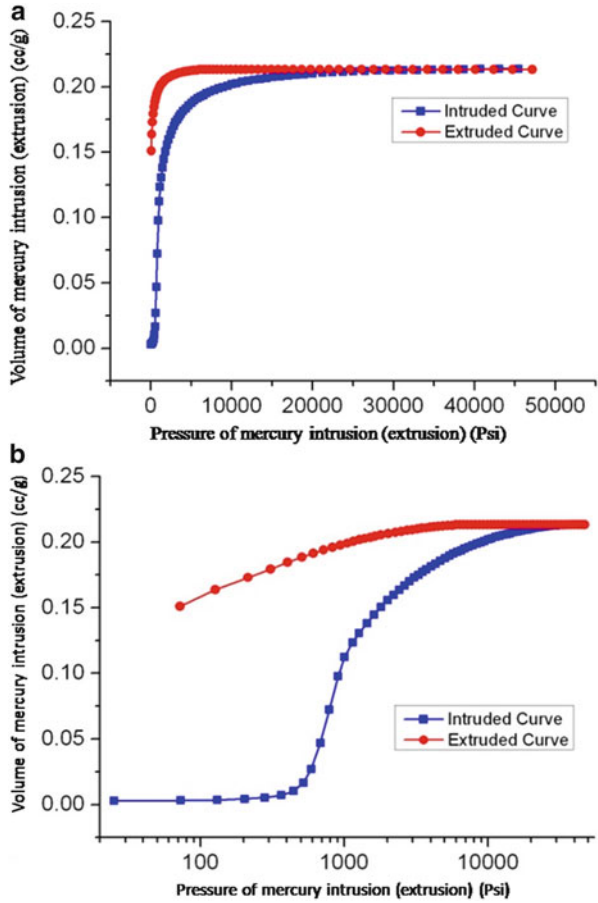 a
Volume of mercury intrusion (extrusion) (cc/g)
0.25
0.20
0.15
0.10
0.05
0.00
Intruded Curve
Extruded Curve
0 10000 20000 30000 40000 50000
Pressure of mercury intrusion (extrusion) (Psi)
b
Volume of mercury intrusion (extrusion) (cc/g)
0.25
0.20
0.15
0.10
0.05
0.00
Intruded Curve
Extruded Curve
100 1000 10000
Pressure of mercury intrusion (extrusion) (Psi)